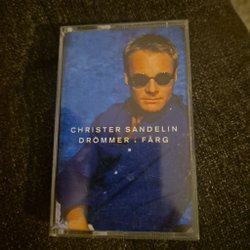 CHRISTER SANDELIN
DRÖMMER i FÄRG